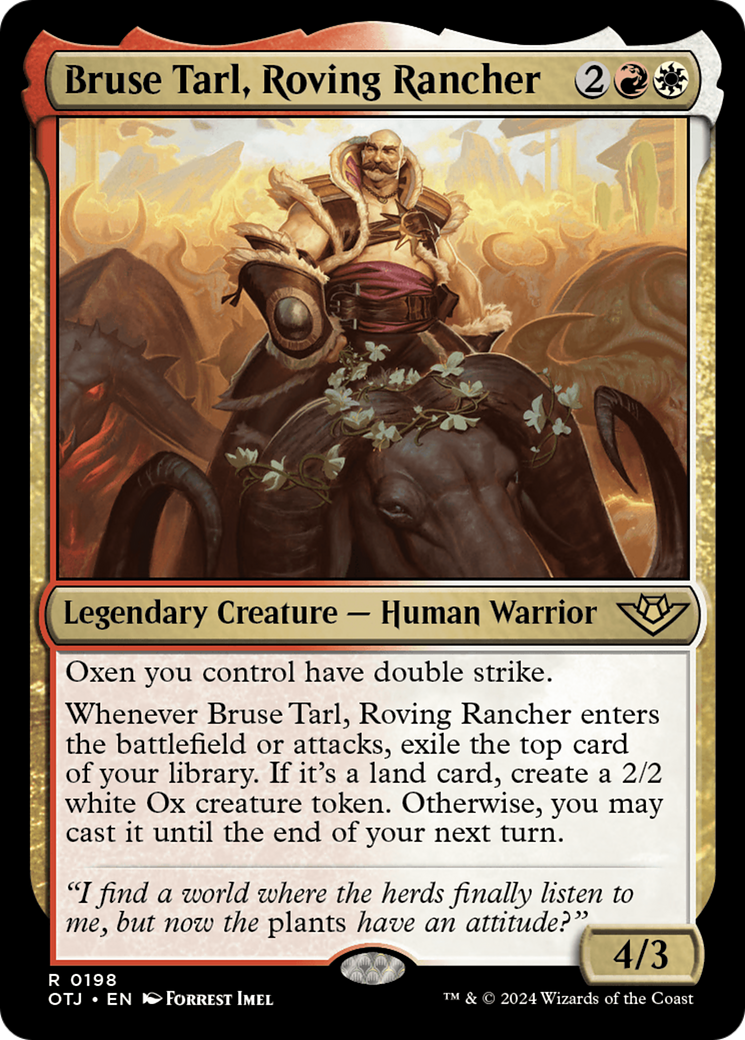 Bruse Tarl, Roving Rancher 2
Legendary Creature — Human Warrior
Oxen you control have double strike.
Whenever Bruse Tarl, Roving Rancher enters
the battlefield or attacks, exile the top card
of your library. If it's a land card, create a 2/2
white Ox creature token. Otherwise, you may
cast it until the end of your next turn.
“I find a world where the herds finally listen to
me, but now the plants have an attitude?”
4/3
R 0198
OTJ • EN Forrest Imel
™ & © 2024 Wizards of the Coast